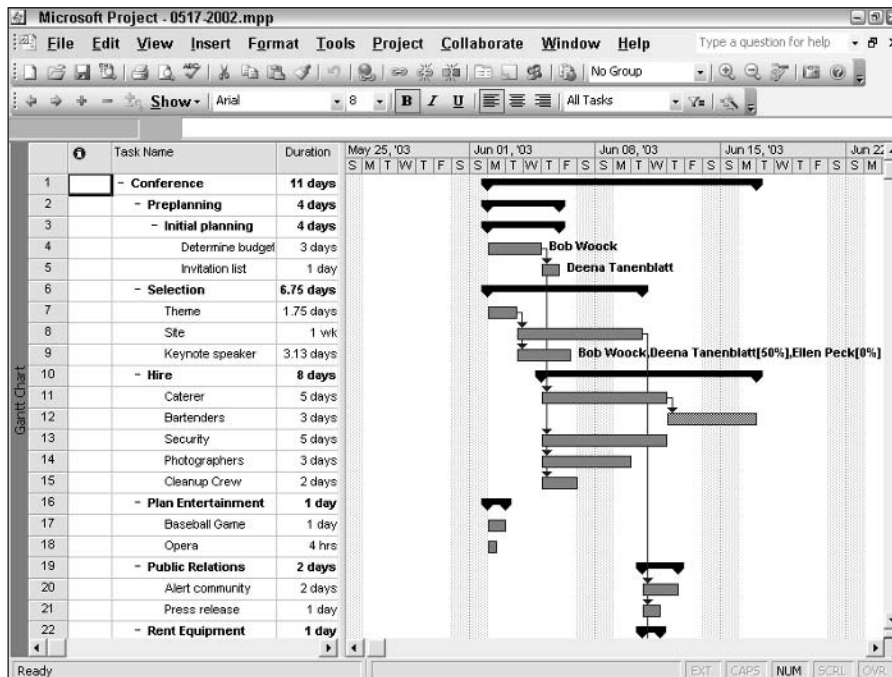 Microsoft Project - 0517-2002.mpp
File Edit View Insert Format Tools Project Collaborate Window Help Type a question for help
No Group
Show Arial 8 B I U All Tasks
Task Name Duration May 25, '03 Jun 01, '03 Jun 08, '03 Jun 15, '03 Jun 22
S M T W T F S S M T W T F S S M T W T F S S M T W T F S S M
1 - Conference 11 days
2 - Preplanning 4 days
3 - Initial planning 4 days
4 Determine budget 3 days Bob Woock
5 Invitation list 1 day Deena Tanenblatt
6 - Selection 6.75 days
7 Theme 1.75 days
8 Site 1 wk
9 Keynote speaker 3.13 days Bob Woock,Deena Tanenblatt[50%],Ellen Peck[0%]
10 - Hire 8 days
11 Caterer 5 days
12 Bartenders 3 days
13 Security 5 days
14 Photographers 3 days
15 Cleanup Crew 2 days
16 - Plan Entertainment 1 day
17 Baseball Game 1 day
18 Opera 4 hrs
19 - Public Relations 2 days
20 Alert community 2 days
21 Press release 1 day
22 - Rent Equipment 1 day
Gantt Chart
Ready EXT CAPS NUM SCRL OVR